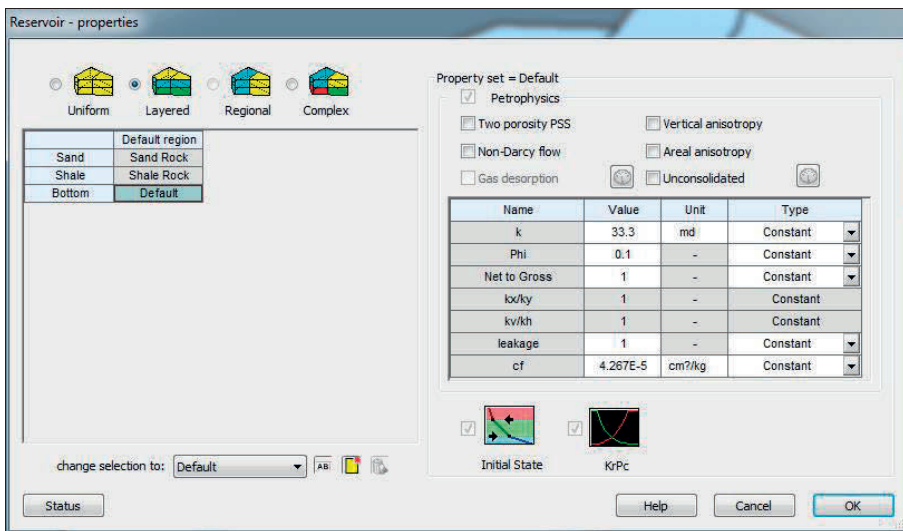 Reservoir - properties
Uniform
Layered
Regional
Complex
Default region
Sand
Sand Rock
Shale
Shale Rock
Bottom
Default
change selection to:
Default
AB
Status
Property set = Default
Petrophysics
Two porosity PSS
Vertical anisotropy
Non-Darcy flow
Areal anisotropy
Gas desorption
Unconsolidated
Name Value Unit Type
k 33.3 md Constant
Phi 0.1 - Constant
Net to Gross 1 - Constant
kx/ky 1 - Constant
kv/kh 1 - Constant
leakage 1 - Constant
cf 4.267E-5 cm?/kg Constant
Initial State
KrPc
Help
Cancel
OK